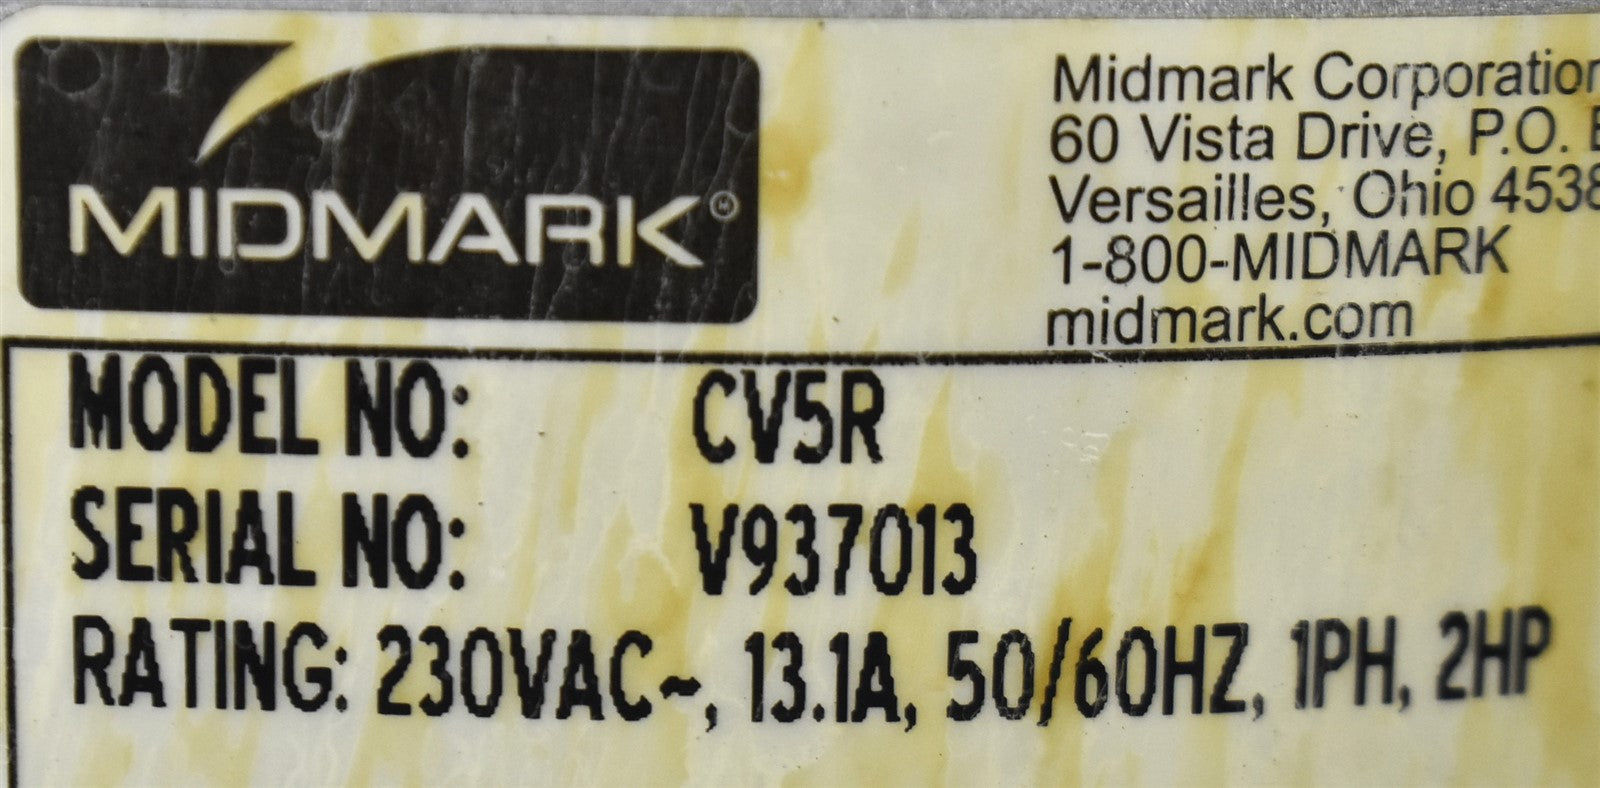 MIDMARK®
Midmark Corporation
60 Vista Drive, P.O.
Versailles, Ohio 4538
1-800-MIDMARK
midmark.com
MODEL NO: CV5R
SERIAL NO: V937013
RATING: 230VAC~, 13.1A, 50/60HZ, 1PH, 2HP